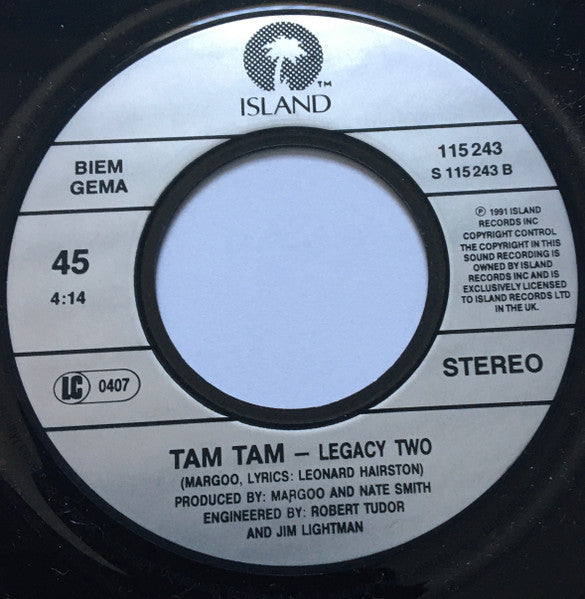 TM
ISLAND
BIEM
GEMA
115 243
S 115 243 B
45
4:14
℗ 1991 ISLAND
RECORDS INC
COPYRIGHT CONTROL
THE COPYRIGHT IN THIS
SOUND RECORDING IS
OWNED BY ISLAND
RECORDS INC AND IS
EXCLUSIVELY LICENSED
TO ISLAND RECORDS LTD
IN THE UK.
LC 0407
STEREO
TAM TAM – LEGACY TWO
(MARGOO, LYRICS: LEONARD HAIRSTON)
PRODUCED BY: MARGOO AND NATE SMITH
ENGINEERED BY: ROBERT TUDOR
AND JIM LIGHTMAN